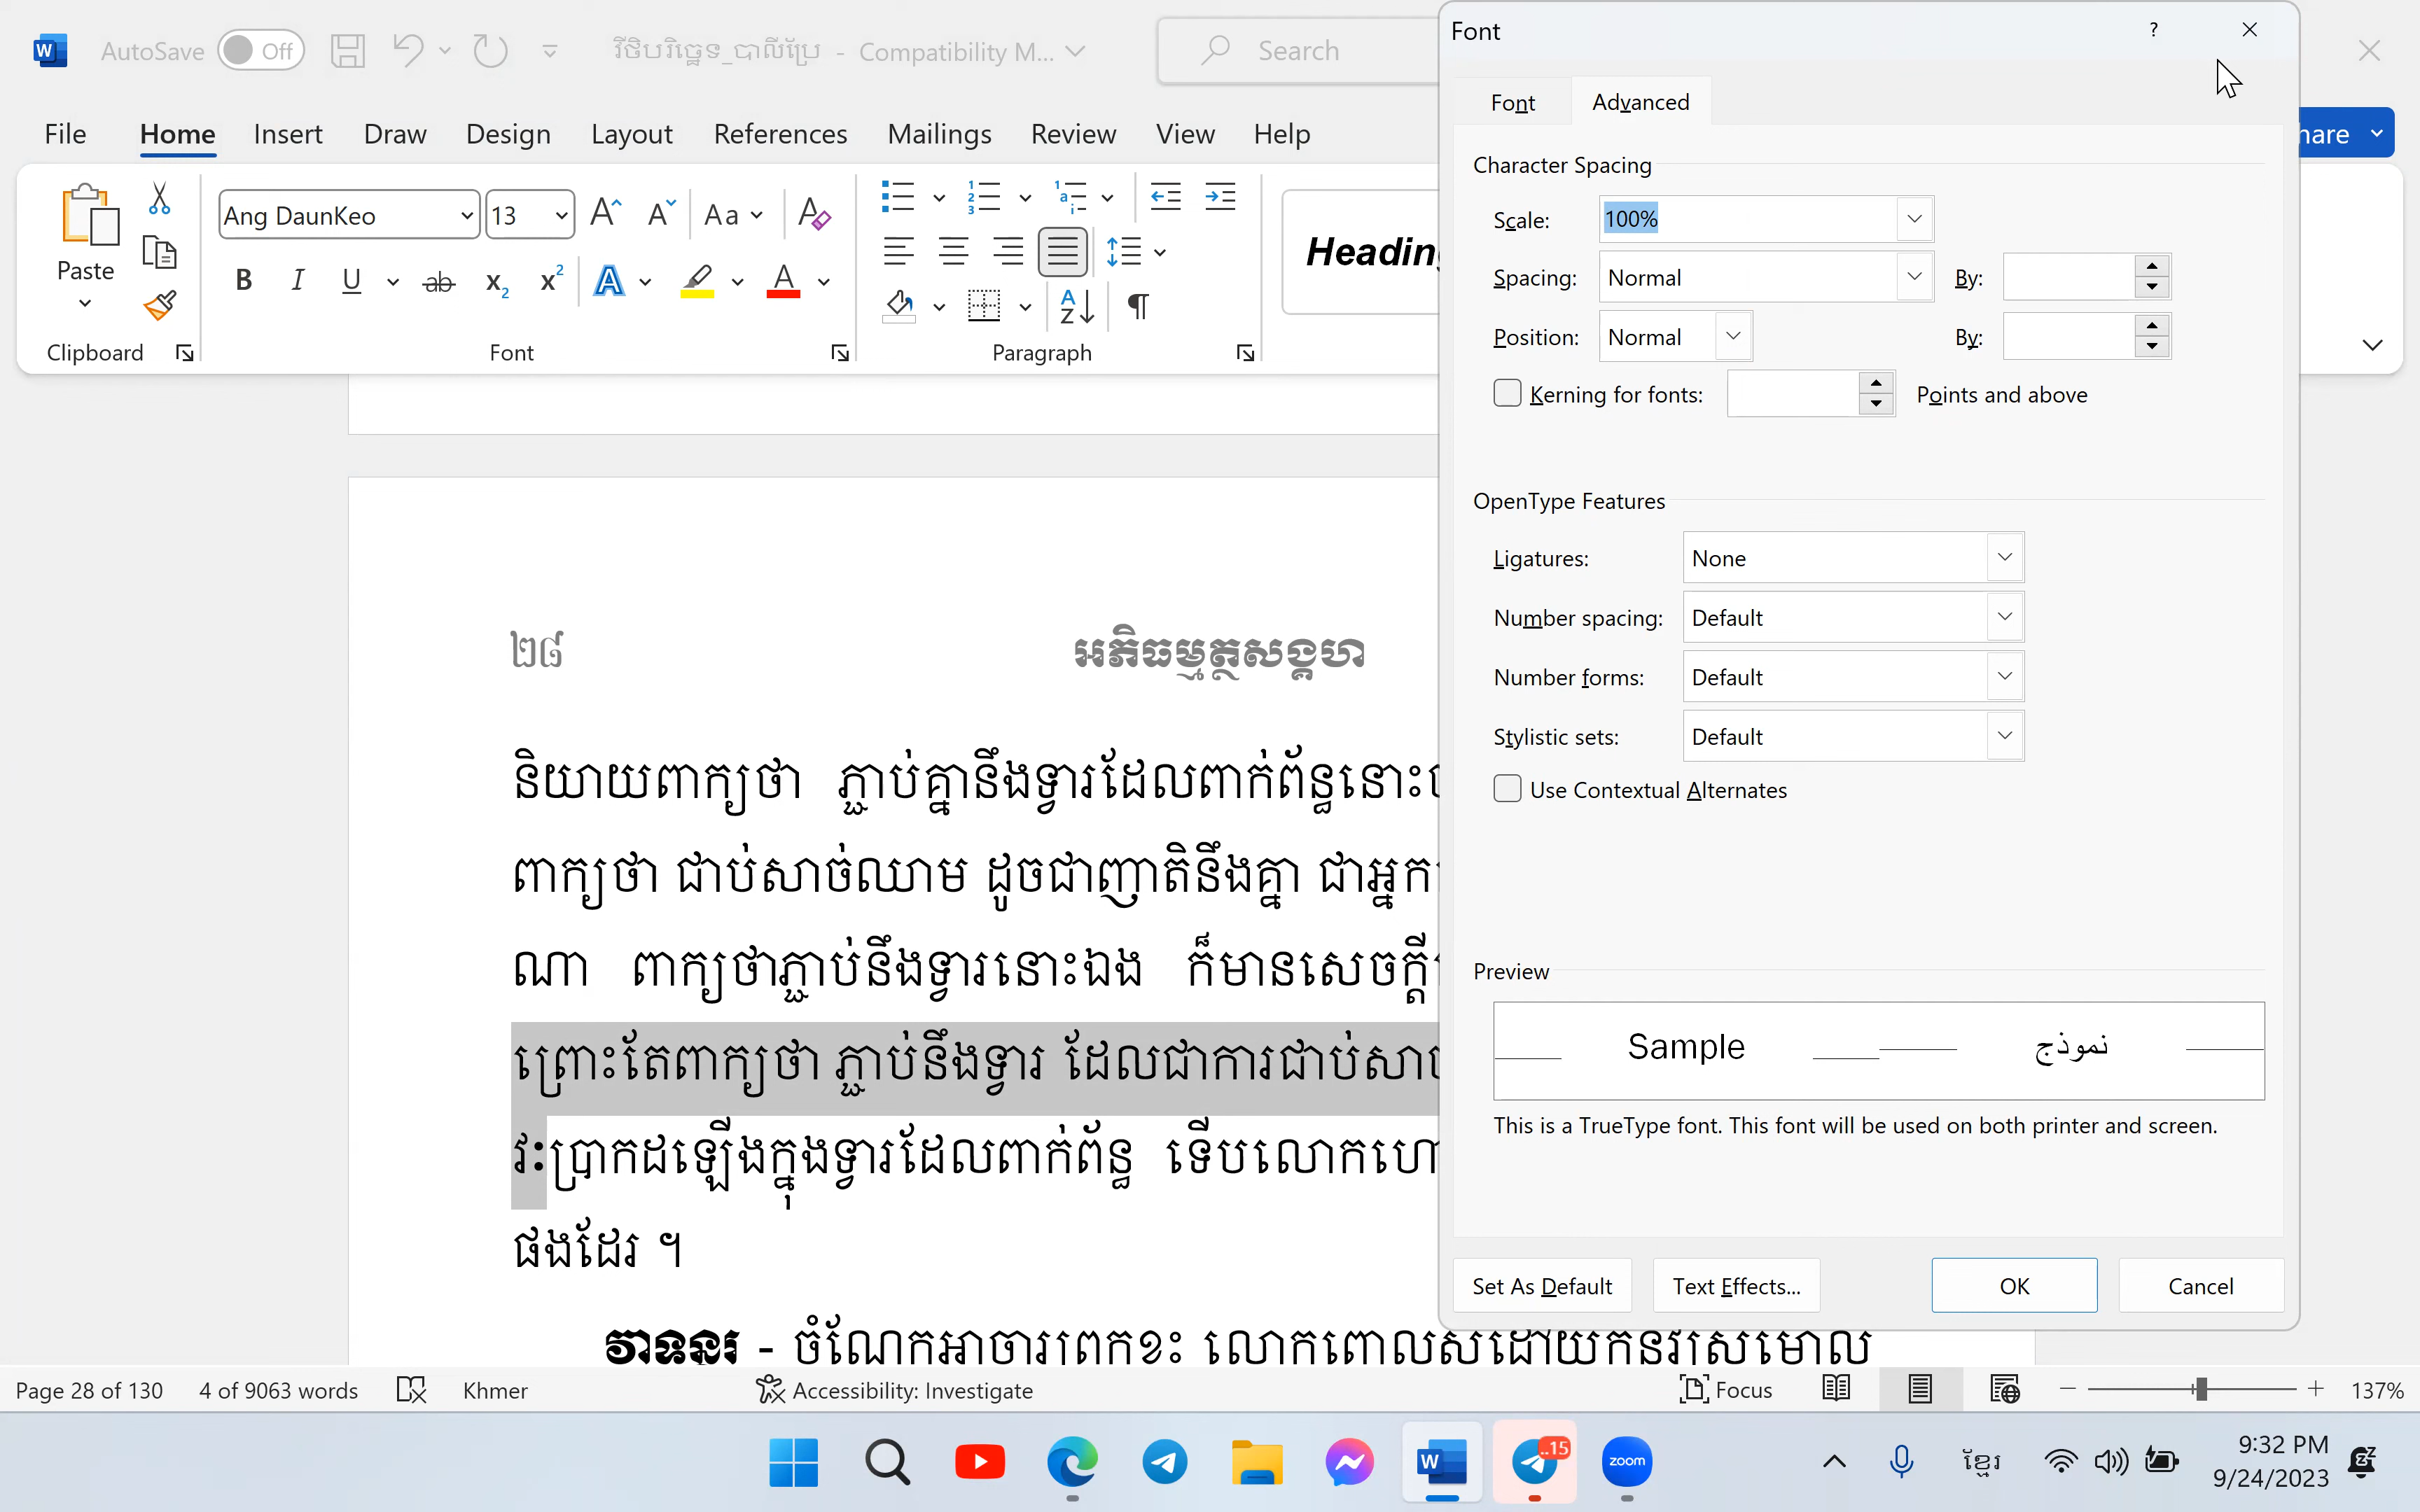 AutoSave Off វីថិបរិច្ឆេទ_បាលីប្រែ - Compatibility M... Search
File Home Insert Draw Design Layout References Mailings Review View Help hare
Paste
Ang DaunKeo 13
Aa
Heading
Clipboard Font Paragraph
Font
Font Advanced
Character Spacing
Scale: 100%
Spacing: Normal By:
Position: Normal By:
Kerning for fonts: Points and above
OpenType Features
Ligatures: None
Number spacing: Default
Number forms: Default
Stylistic sets: Default
Use Contextual Alternates
Preview
Sample نموذج
This is a TrueType font. This font will be used on both printer and screen.
Set As Default Text Effects... OK Cancel
២៨ អភិធម្មត្ថសង្គហ
និយាយពាក្យថា ភ្ជាប់គ្នានឹងទ្វារដែលពាក់ព័ន្ធនោះ
ពាក្យថា ជាប់សាច់ឈាម ដូចជាញាតិនឹងគ្នា ជាអ្នក
ណា ពាក្យថាភ្ជាប់នឹងទ្វារនោះឯង ក៏មានសេចក្ដី
ព្រោះតែពាក្យថា ភ្ជាប់នឹងទ្វារ ដែលជាការជាប់សា
វៈប្រាកដឡើងក្នុងទ្វារដែលពាក់ព័ន្ធ ទើបលោកហៅ
ផងដែរ ។
- ចំណែកអាចារ្យពួកខ្លះ លោកពោល
Page 28 of 130 4 of 9063 words Khmer Accessibility: Investigate Focus 137%
..15 zoom ខ្មែរ 9:32 PM
9/24/2023